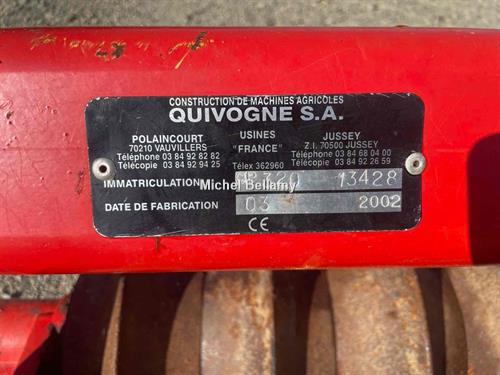 CONSTRUCTION DE MACHINES AGRICOLES
QUIVOGNE S.A.
POLAINCOURT
70210 VAUVILLERS
Téléphone 03 84 92 82 82
Télécopie 03 84 92 94 25
USINES
"FRANCE"
Télex 362960
JUSSEY
Z.I. 70500 JUSSEY
Téléphone 03 84 68 04 00
Télécopie 03 84 92 26 59
IMMATRICULATION 13428
Michel Bellamy
DATE DE FABRICATION 03 2002
CE